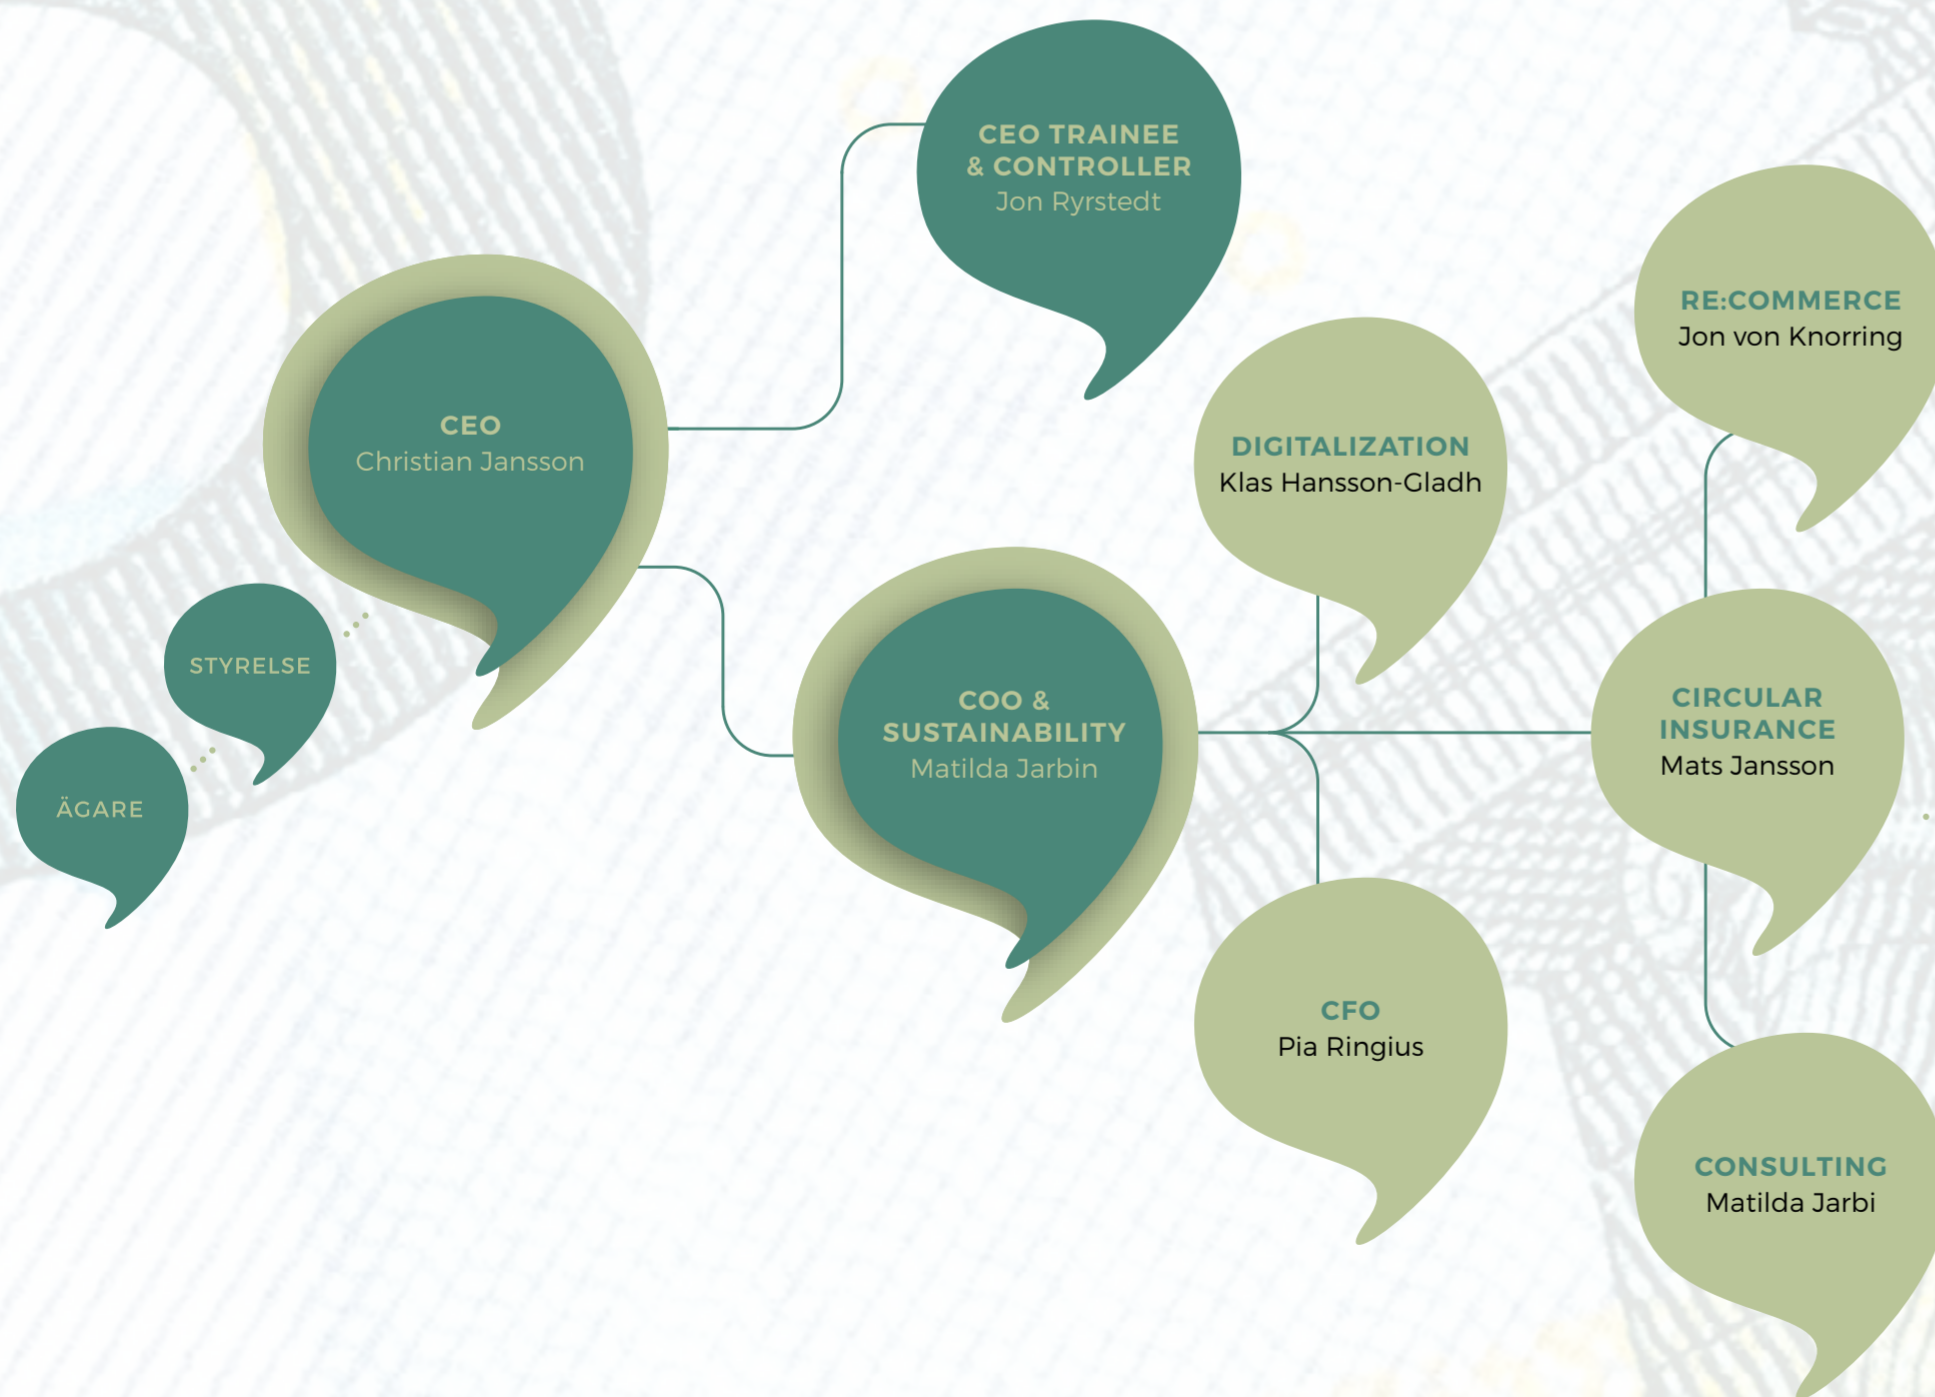 CEO TRAINEE
& CONTROLLER
Jon Ryrstedt
RE:COMMERCE
Jon von Knorring
CEO
Christian Jansson
DIGITALIZATION
Klas Hansson-Gladh
STYRELSE
ÄGARE
COO &
SUSTAINABILITY
Matilda Jarbin
CIRCULAR
INSURANCE
Mats Jansson
CFO
Pia Ringius
CONSULTING
Matilda Jarbi